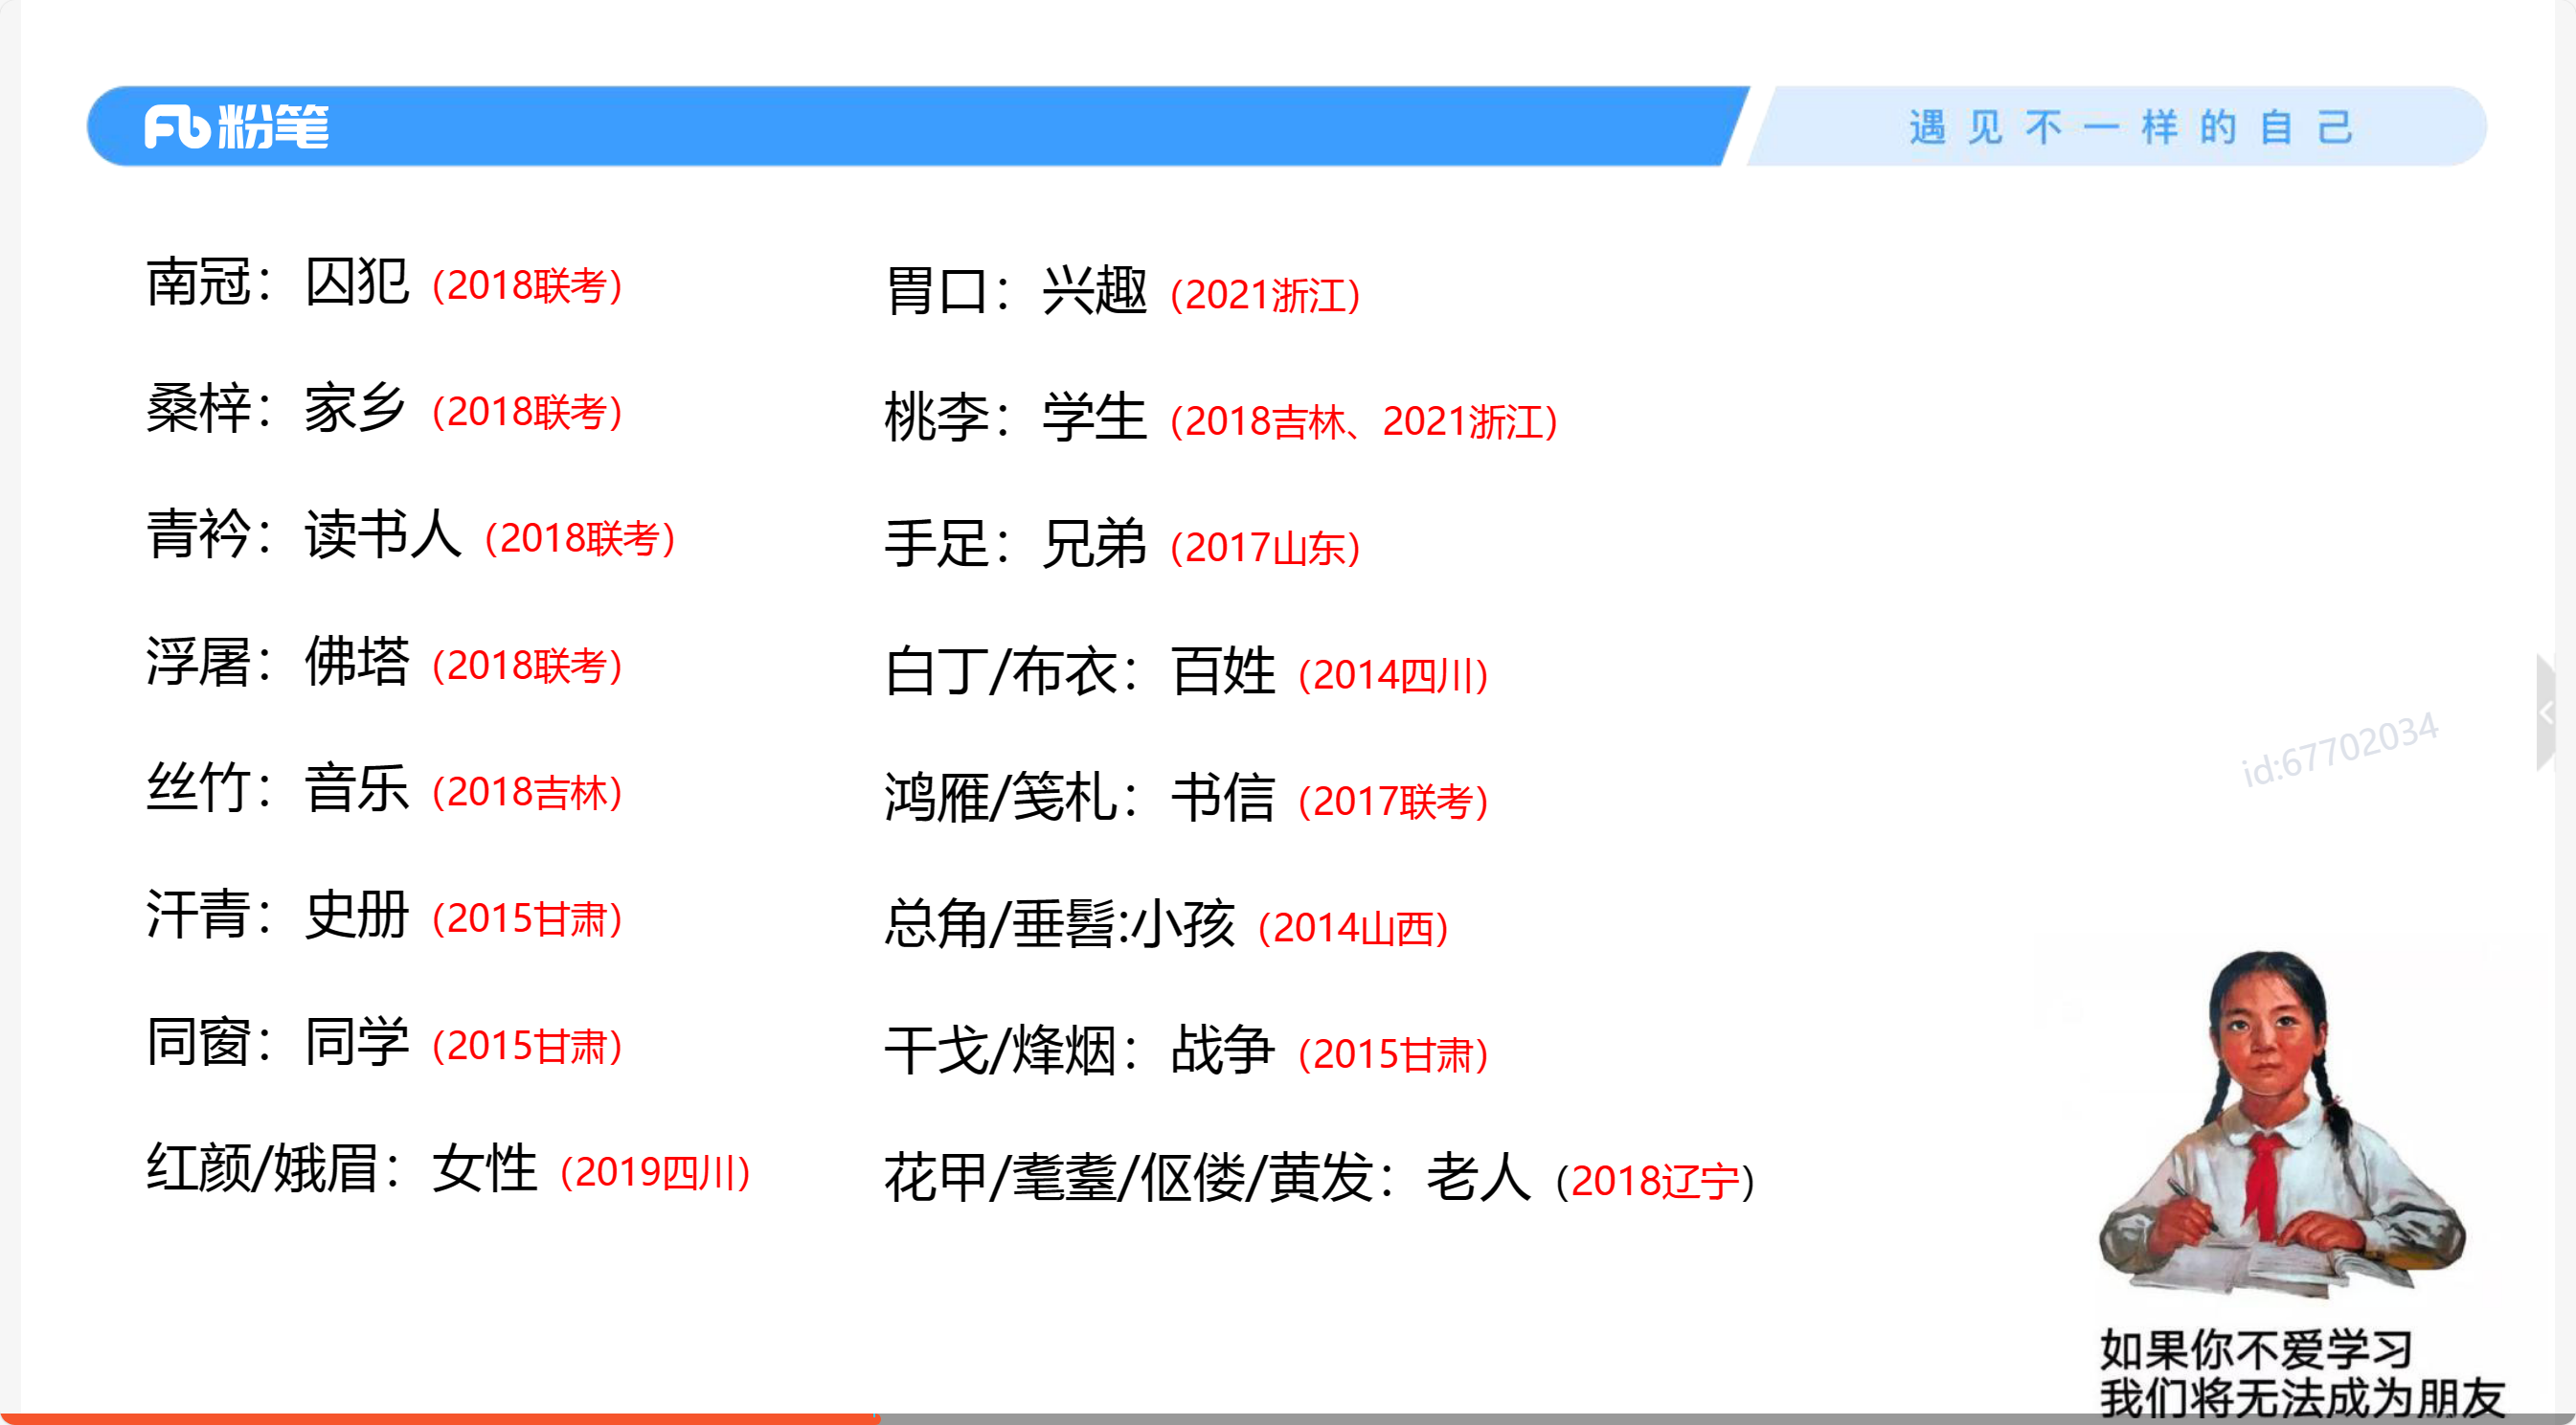 粉笔
遇见不一样的自己
南冠：囚犯（2018联考）
桑梓：家乡（2018联考）
青衿：读书人（2018联考）
浮屠：佛塔（2018联考）
丝竹：音乐（2018吉林）
汗青：史册（2015甘肃）
同窗：同学（2015甘肃）
红颜/娥眉：女性（2019四川）
胃口：兴趣（2021浙江）
桃李：学生（2018吉林、2021浙江）
手足：兄弟（2017山东）
白丁/布衣：百姓（2014四川）
鸿雁/笺札：书信（2017联考）
总角/垂髫:小孩（2014山西）
干戈/烽烟：战争（2015甘肃）
花甲/耄耋/伛偻/黄发：老人（2018辽宁）
id:67702034
如果你不爱学习
我们将无法成为朋友